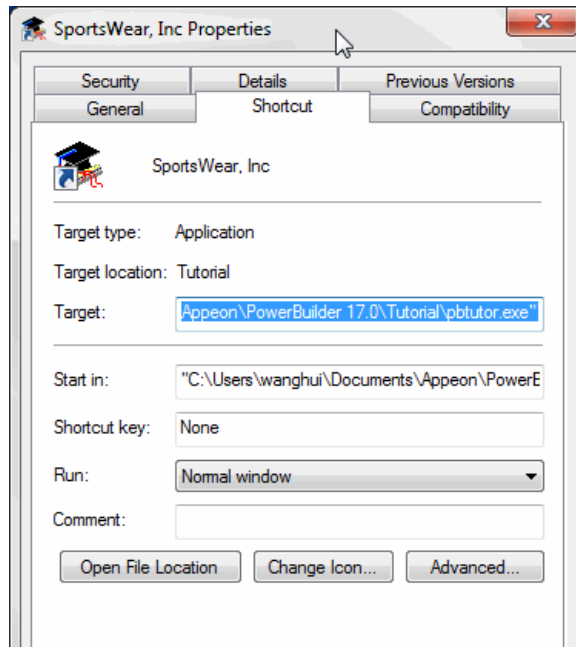 SportsWear, Inc Properties
Security Details Previous Versions
General Shortcut Compatibility
SportsWear, Inc
Target type: Application
Target location: Tutorial
Target: Appeon\PowerBuilder 17.0\Tutorial\pbtutor.exe"
Start in: "C:\Users\wanghui\Documents\Appeon\PowerE
Shortcut key: None
Run: Normal window
Comment:
Open File Location Change Icon... Advanced...